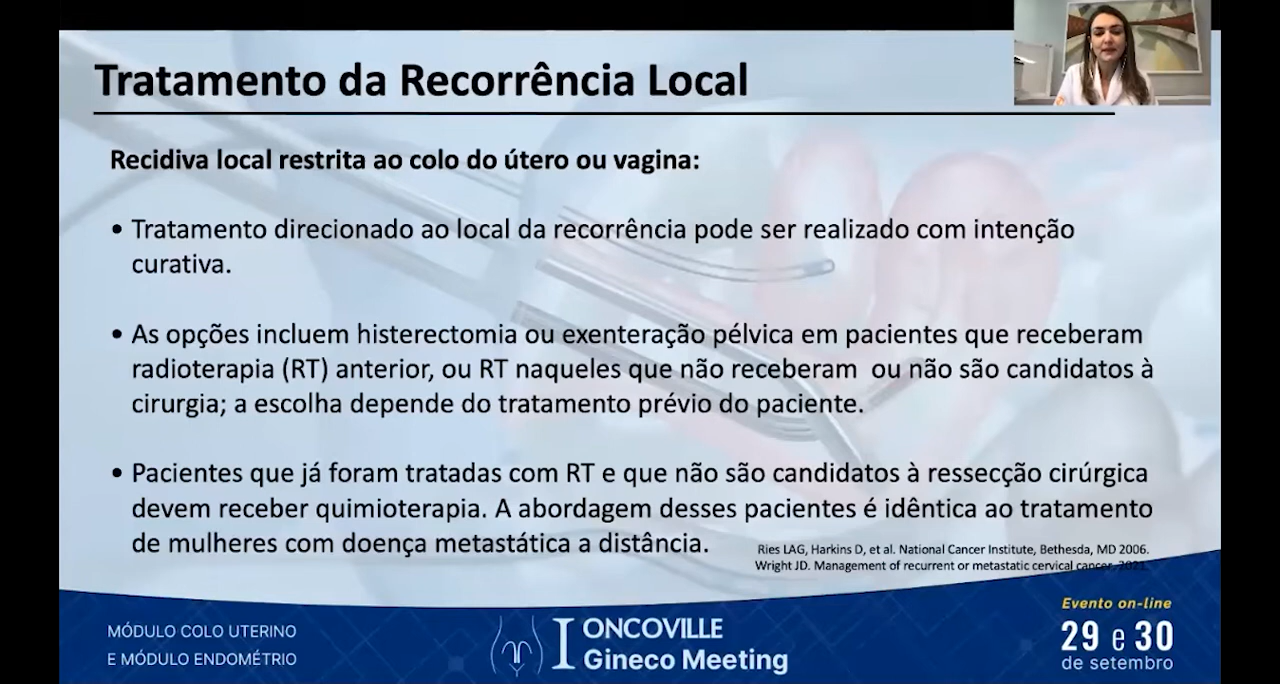 Tratamento da Recorrência Local
Recidiva local restrita ao colo do útero ou vagina:
• Tratamento direcionado ao local da recorrência pode ser realizado com intenção
curativa.
• As opções incluem histerectomia ou exenteração pélvica em pacientes que receberam
radioterapia (RT) anterior, ou RT naqueles que não receberam ou não são candidatos à
cirurgia; a escolha depende do tratamento prévio do paciente.
• Pacientes que já foram tratadas com RT e que não são candidatos à ressecção cirúrgica
devem receber quimioterapia. A abordagem desses pacientes é idêntica ao tratamento
de mulheres com doença metastática a distância.
Ries LAG, Harkins D, et al. National Cancer Institute, Bethesda, MD 2006.
Wright JD. Management of recurrent or metastatic cervical cancer, 2021.
MÓDULO COLO UTERINO
E MÓDULO ENDOMÉTRIO
I ONCOVILLE
Gineco Meeting
Evento on-line
29 e 30
de setembro